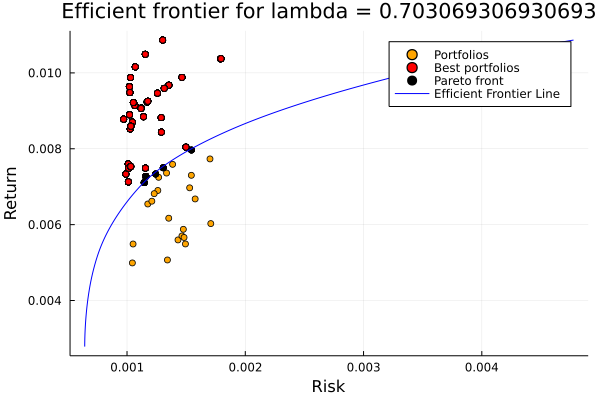 Efficient frontier for lambda = 0.703069306930693
Portfolios
Best portfolios
Pareto front
Efficient Frontier Line
0.010
0.008
0.006
0.004
Return
0.001
0.002
0.003
0.004
Risk